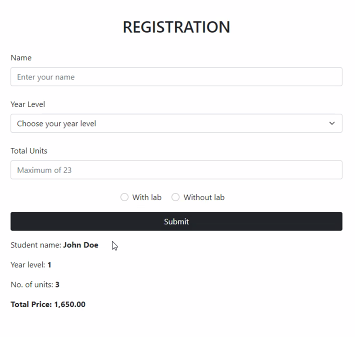 REGISTRATION
Name
Enter your name
Year Level
Choose your year level
Total Units
Maximum of 23
With lab Without lab
Submit
Student name: John Doe
Year level: 1
No. of units: 3
Total Price: 1,650.00